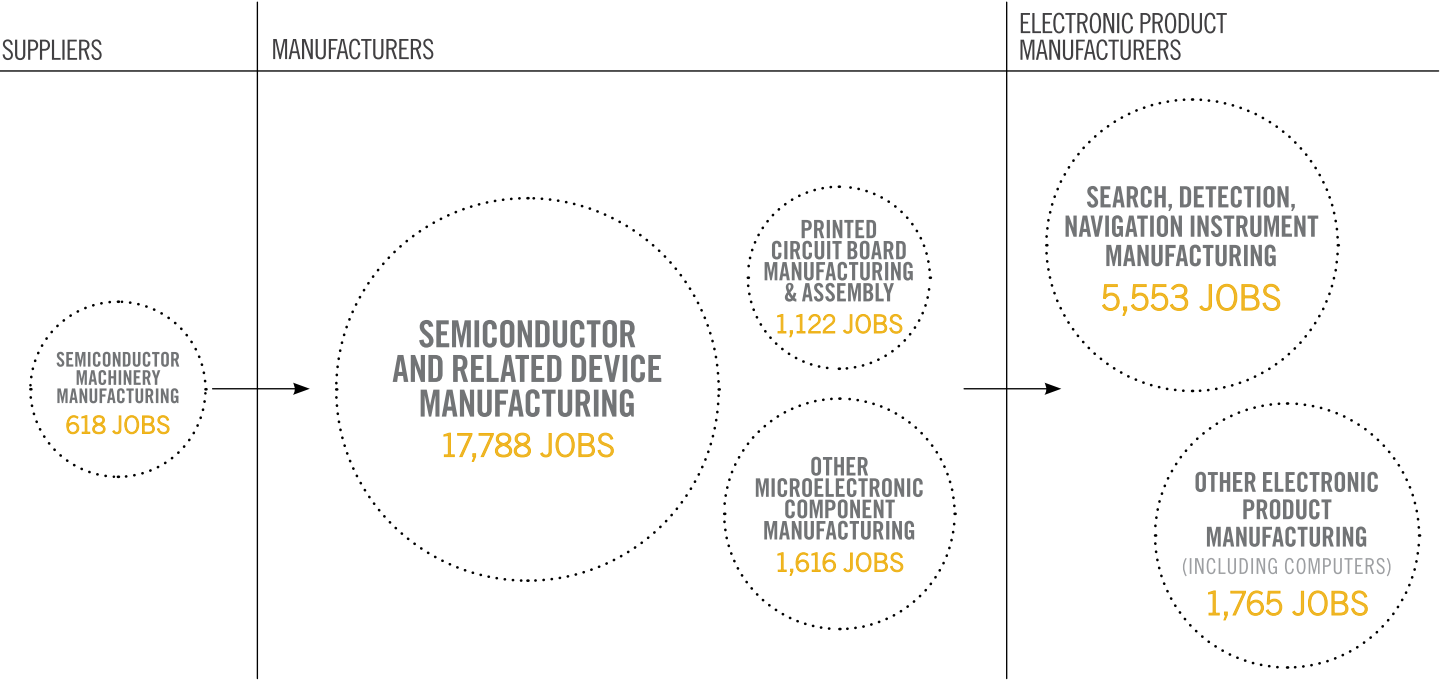 SUPPLIERS
MANUFACTURERS
ELECTRONIC PRODUCT
MANUFACTURERS
SEMICONDUCTOR
MACHINERY
MANUFACTURING
618 JOBS
SEMICONDUCTOR
AND RELATED DEVICE
MANUFACTURING
17,788 JOBS
PRINTED
CIRCUIT BOARD
MANUFACTURING
& ASSEMBLY
1,122 JOBS
OTHER
MICROELECTRONIC
COMPONENT
MANUFACTURING
1,616 JOBS
SEARCH, DETECTION,
NAVIGATION INSTRUMENT
MANUFACTURING
5,553 JOBS
OTHER ELECTRONIC
PRODUCT
MANUFACTURING
(INCLUDING COMPUTERS)
1,765 JOBS